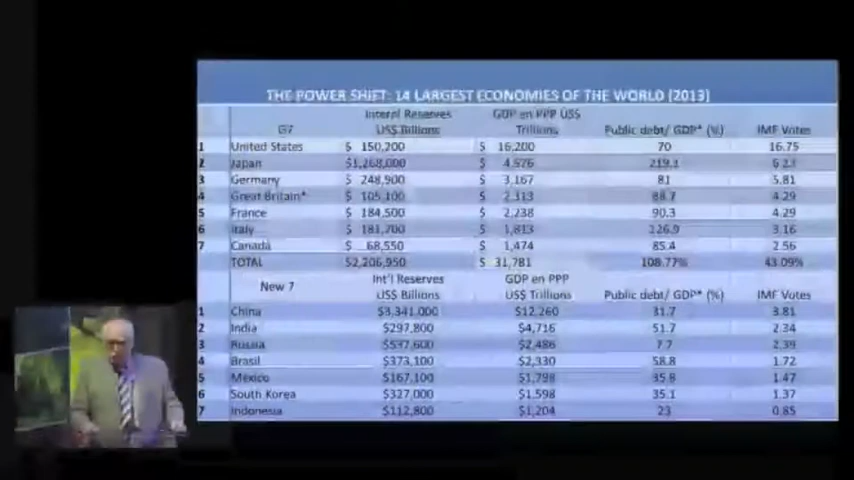 THE POWER SHIFT: 14 LARGEST ECONOMIES OF THE WORLD (2013)
G7 Internl Reserves US$ Billions GDP en PPP US$ Trillions Public debt/ GDP* (%) IMF Votes
1 United States $ 150,200 $ 16,200 70 16.75
2 Japan $1,268,000 $ 4,576 219.1 6.23
3 Germany $ 248,900 $ 3,167 81 5.81
4 Great Britain* $ 105,100 $ 2,313 88.7 4.29
5 France $ 184,500 $ 2,238 90.3 4.29
6 Italy $ 181,700 $ 1,813 126.9 3.16
7 Canada $ 68,550 $ 1,474 85.4 2.56
TOTAL $2,206,950 $ 31,781 108.77% 43.09%
New 7 Int'l Reserves US$ Billions GDP en PPP US$ Trillions Public debt/ GDP* (%) IMF Votes
1 China $3,341,000 $12,260 31.7 3.81
2 India $297,800 $4,716 51.7 2.34
3 Russia $537,600 $2,486 7.7 2.39
4 Brasil $373,100 $2,330 58.8 1.72
5 México $167,100 $1,798 35.8 1.47
6 South Korea $327,000 $1,598 35.1 1.37
7 Indonesia $112,800 $1,204 23 0.85